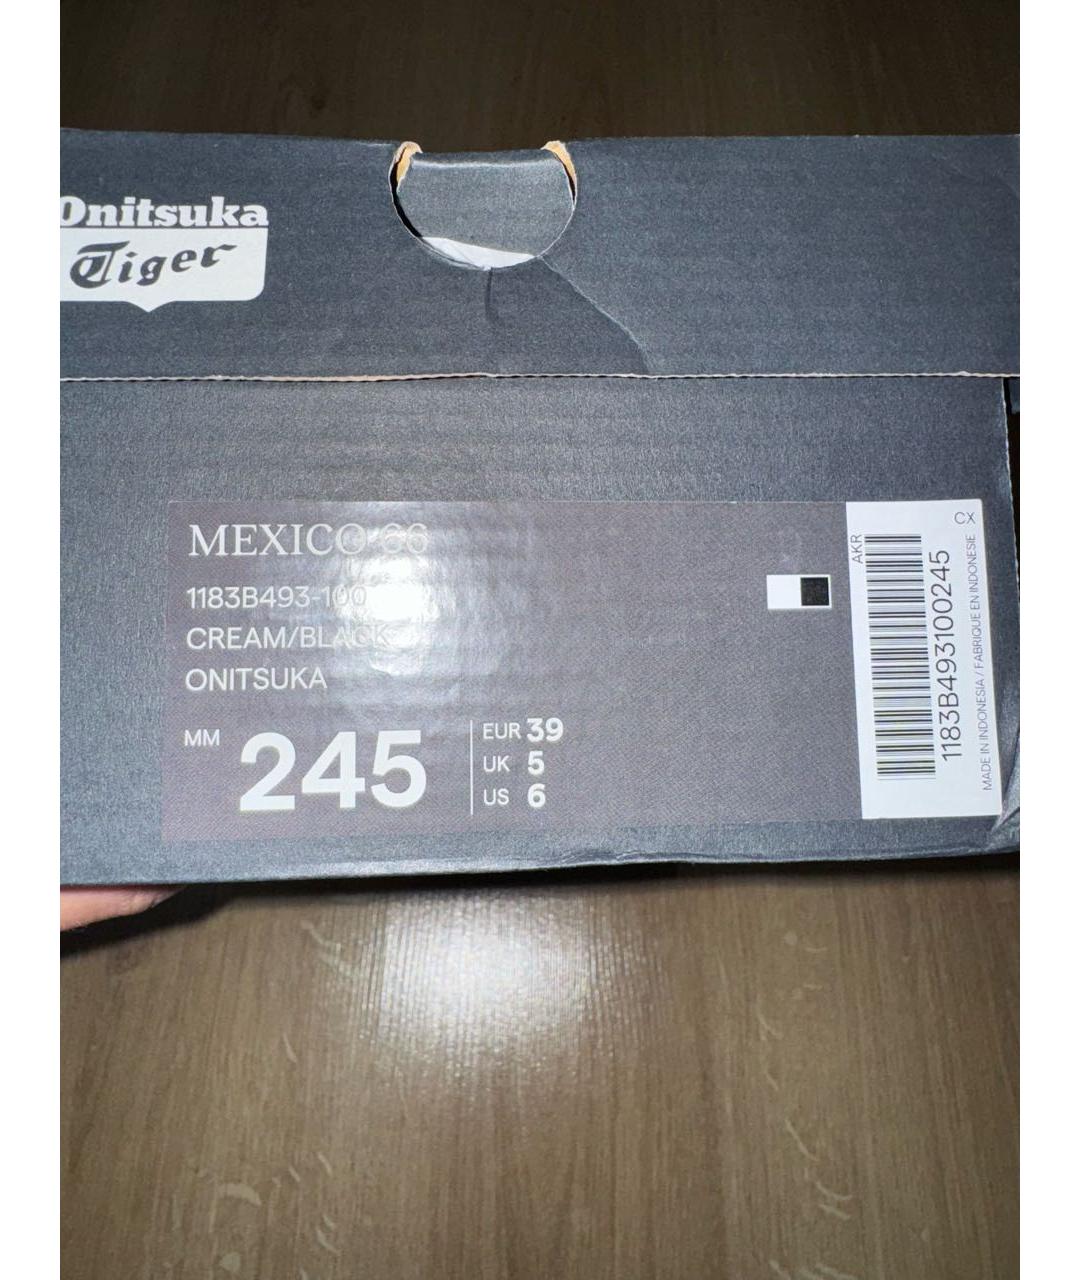 Onitsuka
Tiger
MEXICO 66
1183B493-100
CREAM/BLACK
ONITSUKA
MM 245
EUR 39
UK 5
US 6
AKR
1183B493100245
CX
MADE IN INDONESIA / FABRIQUE EN INDONESIE